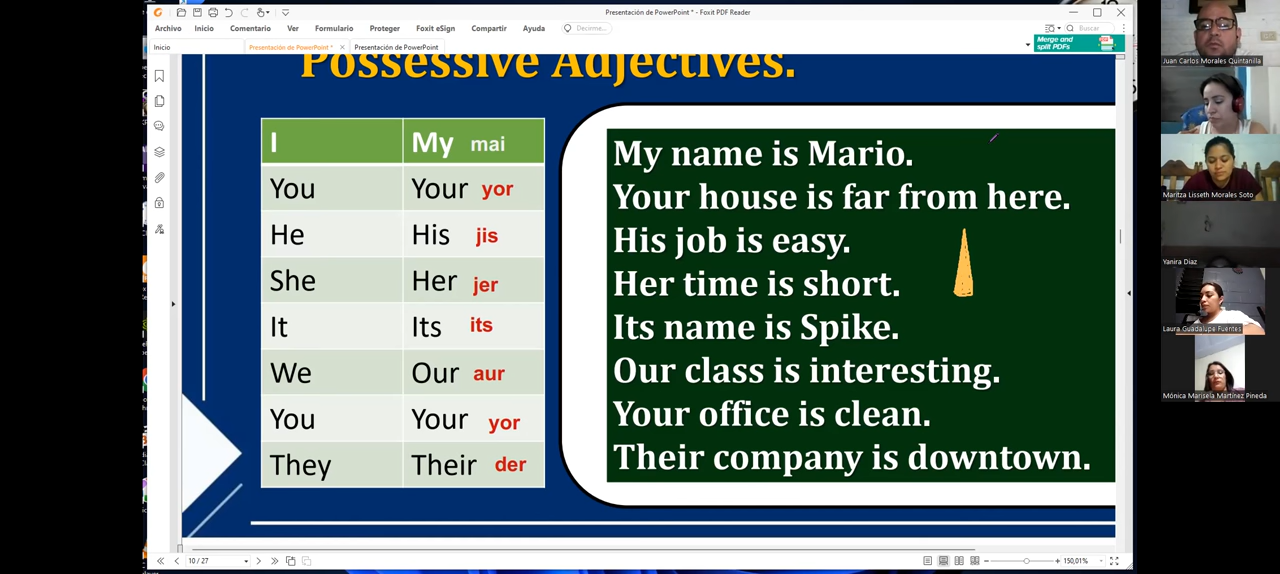 Presentación de PowerPoint * - Foxit PDF Reader
Archivo Inicio Comentario Ver Formulario Proteger Foxit eSign Compartir Ayuda Decirme... Buscar
Merge and
split PDFs
Inicio Presentación de PowerPoint * Presentación de PowerPoint
Possessive Adjectives.
I My mai
You Your yor
He His jis
She Her jer
It Its its
We Our aur
You Your yor
They Their der
My name is Mario.
Your house is far from here.
His job is easy.
Her time is short.
Its name is Spike.
Our class is interesting.
Your office is clean.
Their company is downtown.
10 / 27
150,01%
Juan Carlos Morales Quintanilla
Maritza Lisseth Morales Soto
Yanira Diaz
Laura Guadalupe Fuentes
Mónica Marisela Martínez Pineda